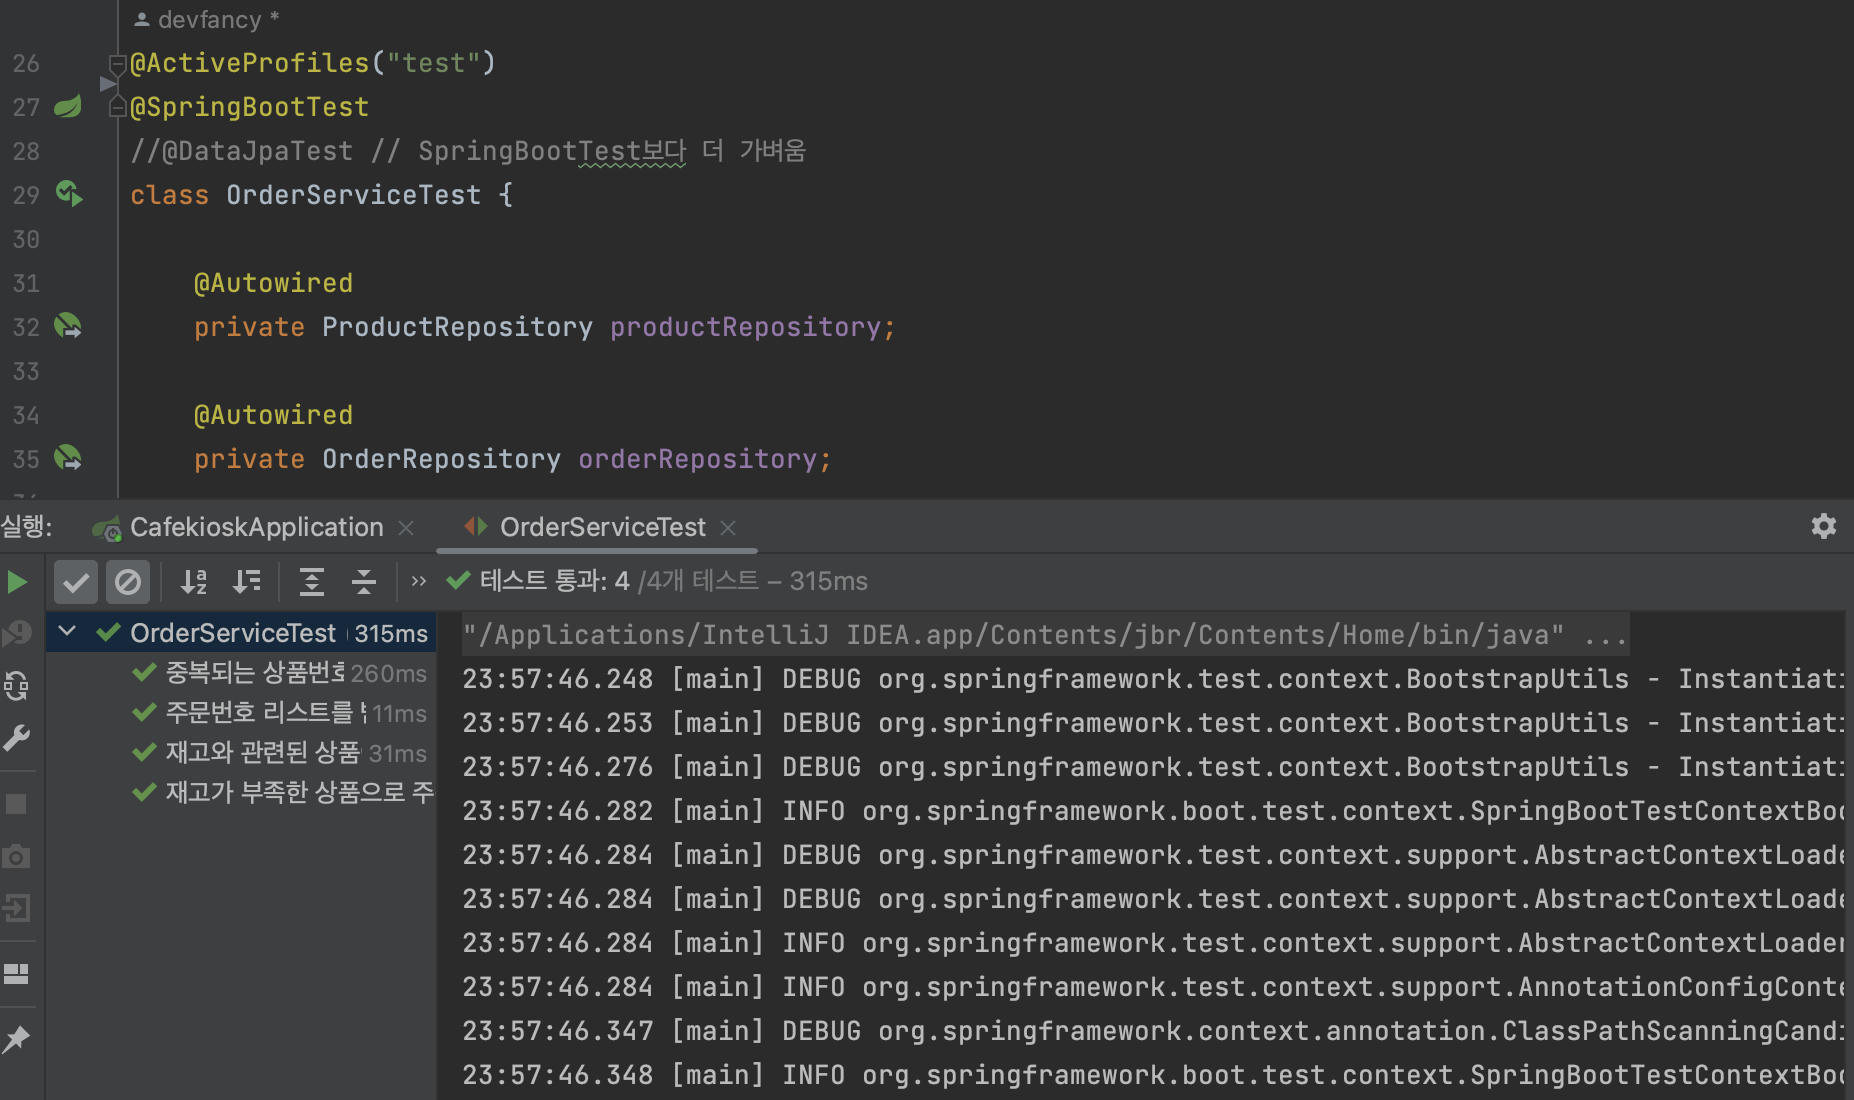 devfancy *
26 @ActiveProfiles("test")
27 @SpringBootTest
28 //@DataJpaTest // SpringBootTest보다 더 가벼움
29 class OrderServiceTest {
30
31 @Autowired
32 private ProductRepository productRepository;
33
34 @Autowired
35 private OrderRepository orderRepository;
실행: CafekioskApplication × OrderServiceTest ×
» 테스트 통과: 4 /4개 테스트 – 315ms
OrderServiceTest 315ms
중복되는 상품번호 260ms
주문번호 리스트를 11ms
재고와 관련된 상품 31ms
재고가 부족한 상품으로 주
"/Applications/IntelliJ IDEA.app/Contents/jbr/Contents/Home/bin/java" ...
23:57:46.248 [main] DEBUG org.springframework.test.context.BootstrapUtils - Instantiati
23:57:46.253 [main] DEBUG org.springframework.test.context.BootstrapUtils - Instantiati
23:57:46.276 [main] DEBUG org.springframework.test.context.BootstrapUtils - Instantiati
23:57:46.282 [main] INFO org.springframework.boot.test.context.SpringBootTestContextBoo
23:57:46.284 [main] DEBUG org.springframework.test.context.support.AbstractContextLoade
23:57:46.284 [main] DEBUG org.springframework.test.context.support.AbstractContextLoade
23:57:46.284 [main] INFO org.springframework.test.context.support.AbstractContextLoader
23:57:46.284 [main] INFO org.springframework.test.context.support.AnnotationConfigConte
23:57:46.347 [main] DEBUG org.springframework.context.annotation.ClassPathScanningCandi
23:57:46.348 [main] INFO org.springframework.boot.test.context.SpringBootTestContextBoo